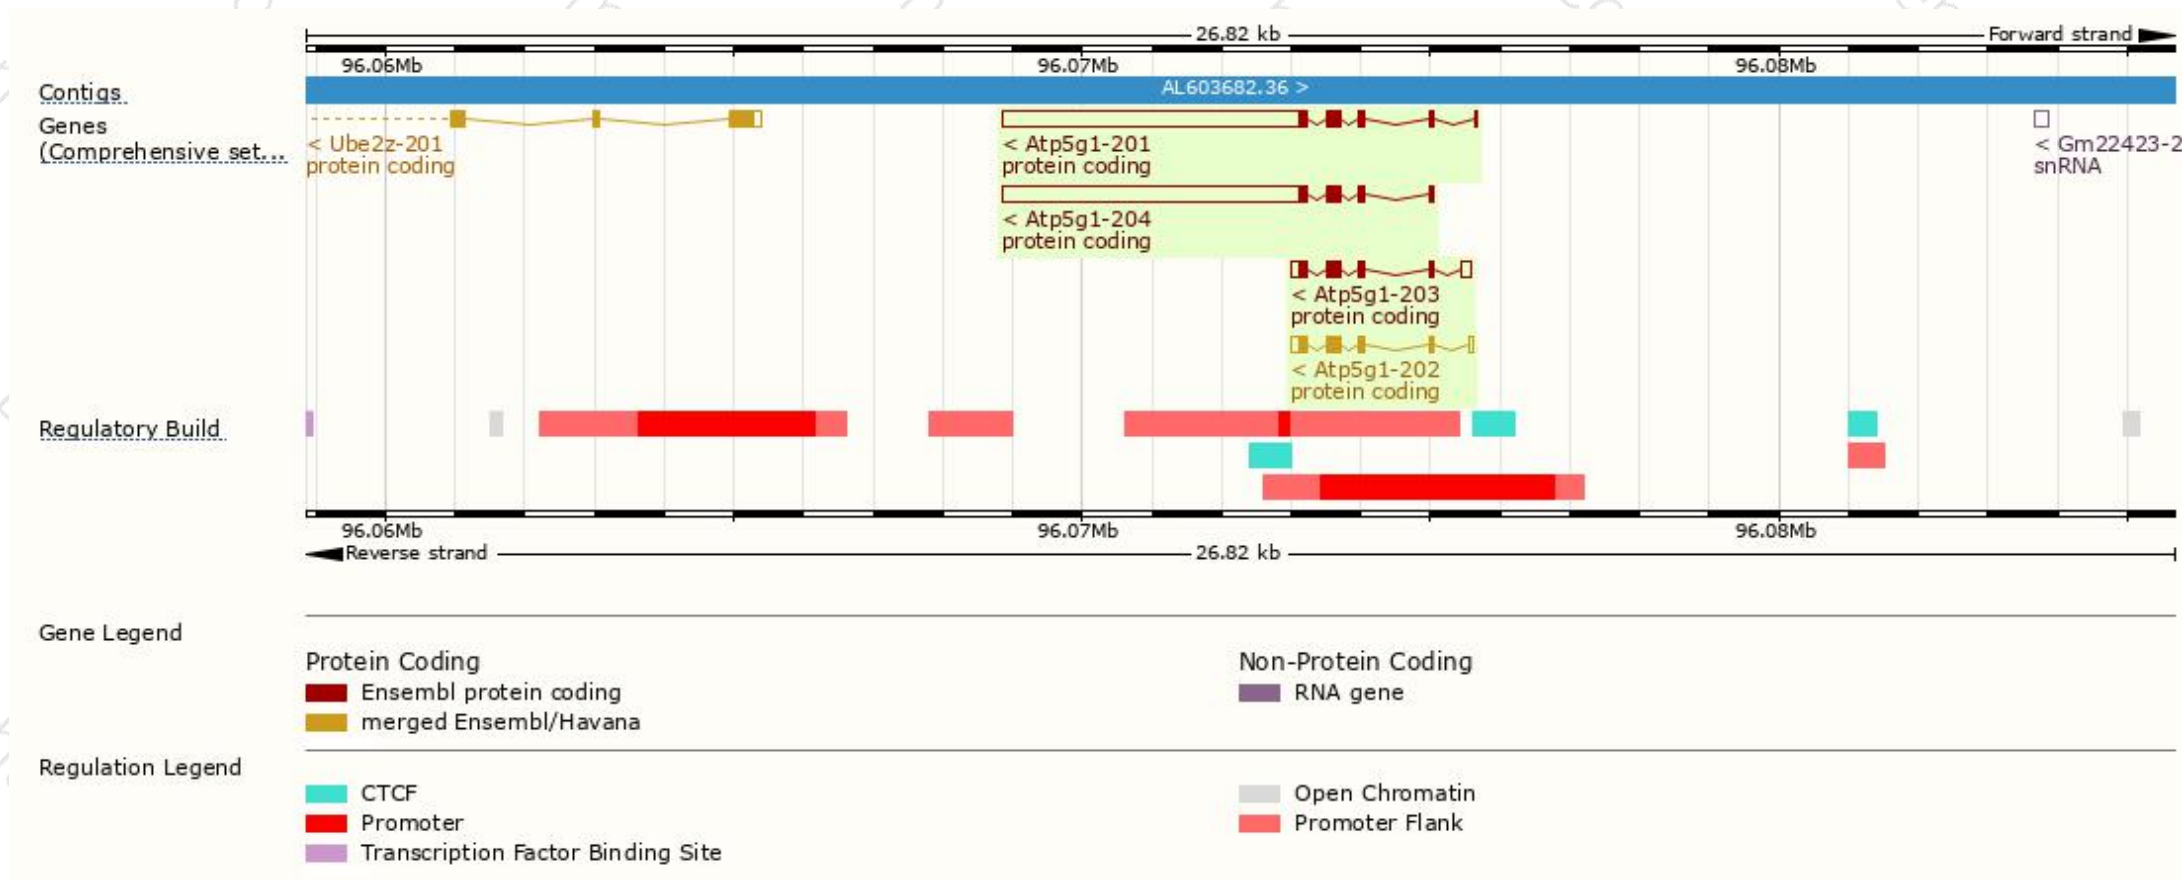 26.82 kb
Forward strand
96.06Mb 96.07Mb 96.08Mb
Contigs
AL603682.36 >
Genes
(Comprehensive set...
< Ube2z-201
protein coding
< Atp5g1-201
protein coding
< Gm22423-2
snRNA
< Atp5g1-204
protein coding
< Atp5g1-203
protein coding
< Atp5g1-202
protein coding
Regulatory Build
96.06Mb 96.07Mb 96.08Mb
Reverse strand
26.82 kb
Gene Legend
Protein Coding
Ensembl protein coding
merged Ensembl/Havana
Non-Protein Coding
RNA gene
Regulation Legend
CTCF
Promoter
Transcription Factor Binding Site
Open Chromatin
Promoter Flank